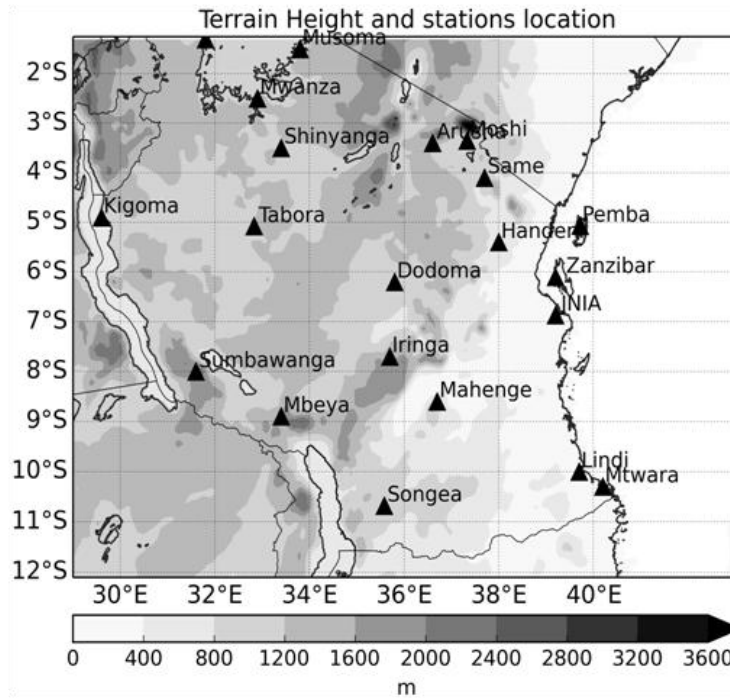 Terrain Height and stations location
2°S
3°S
4°S
5°S
6°S
7°S
8°S
9°S
10°S
11°S
12°S
Musoma
Mwanza
Shinyanga
Arusha
Moshi
Same
Kigoma
Tabora
Handeni
Pemba
Dodoma
Zanzibar
JNIA
Iringa
Sumbawanga
Mbeya
Mahenge
Lindi
Mtwara
Songea
30°E 32°E 34°E 36°E 38°E 40°E
0 400 800 1200 1600 2000 2400 2800 3200 3600
m